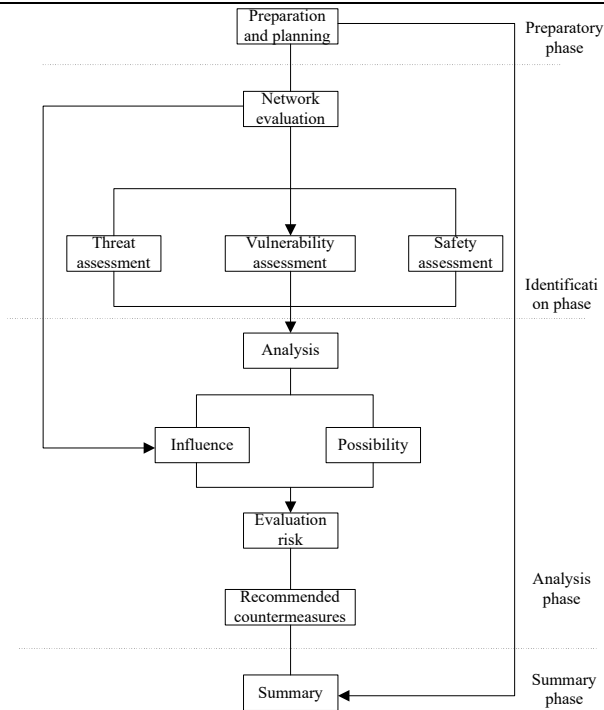 Preparation
and planning
Preparatory
phase
Network
evaluation
Threat
assessment
Vulnerability
assessment
Safety
assessment
Identificati
on phase
Analysis
Influence
Possibility
Evaluation
risk
Recommended
countermeasures
Analysis
phase
Summary
Summary
phase